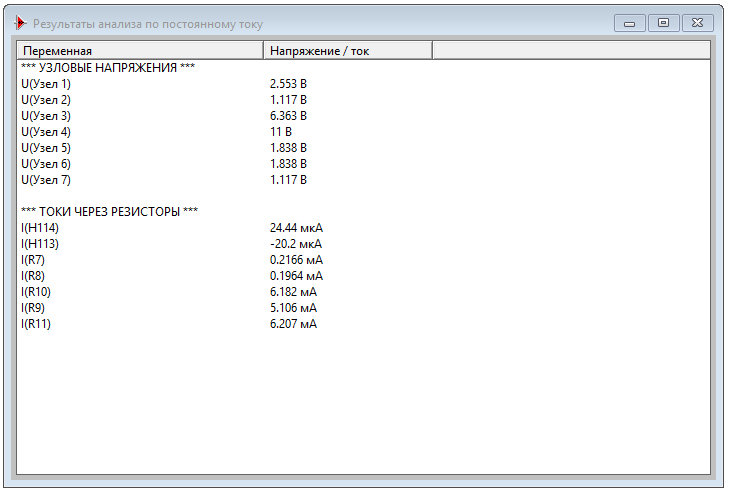 Результаты анализа по постоянному току
Переменная Напряжение / ток
*** УЗЛОВЫЕ НАПРЯЖЕНИЯ ***
U(Узел 1) 2.553 В
U(Узел 2) 1.117 В
U(Узел 3) 6.363 В
U(Узел 4) 11 В
U(Узел 5) 1.838 В
U(Узел 6) 1.838 В
U(Узел 7) 1.117 В
*** ТОКИ ЧЕРЕЗ РЕЗИСТОРЫ ***
I(H114) 24.44 мкА
I(H113) -20.2 мкА
I(R7) 0.2166 мА
I(R8) 0.1964 мА
I(R10) 6.182 мА
I(R9) 5.106 мА
I(R11) 6.207 мА